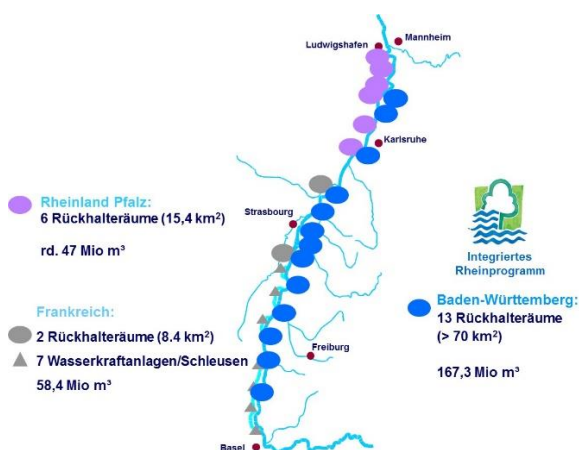 Mannheim
Ludwigshafen
Karlsruhe
Rheinland Pfalz:
6 Rückhalteräume (15,4 km²)
rd. 47 Mio m³
Strasbourg
Integriertes
Rheinprogramm
Frankreich:
2 Rückhalteräume (8.4 km²)
7 Wasserkraftanlagen/Schleusen
58,4 Mio m³
Baden-Württemberg:
13 Rückhalteräume
(> 70 km²)
167,3 Mio m³
Freiburg
Basel